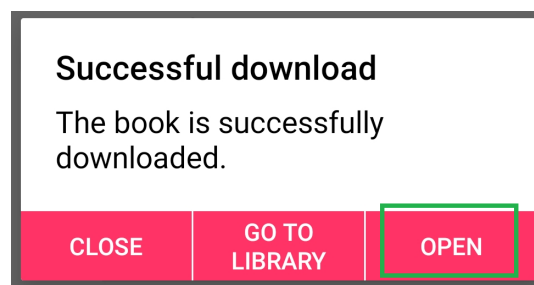 Successful download
The book is successfully
downloaded.
CLOSE
GO TO
LIBRARY
OPEN